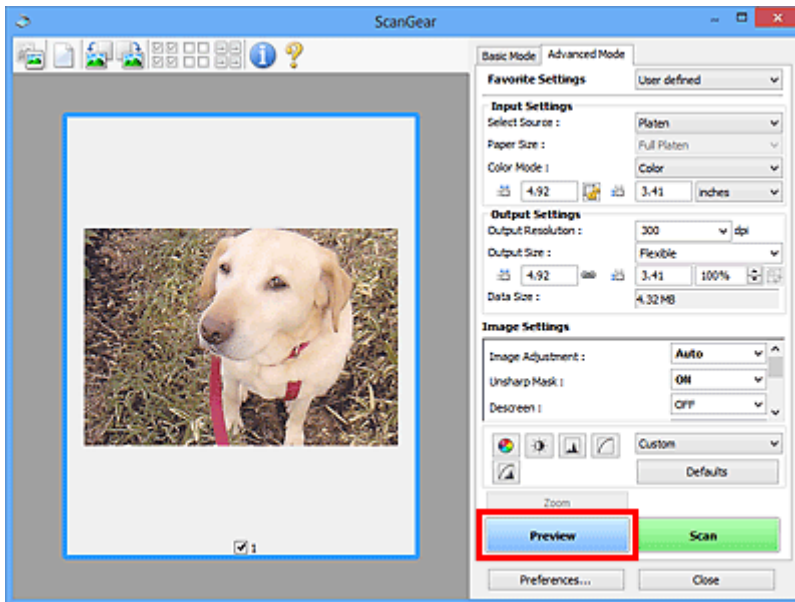 ScanGear
Basic Mode Advanced Mode
Favorite Settings User defined
Input Settings
Select Source : Platen
Paper Size : Full Platen
Color Mode : Color
4.92 3.41 inches
Output Settings
Output Resolution : 300 dpi
Output Size : Flexible
4.92 3.41 100%
Data Size : 4.32 MB
Image Settings
Image Adjustment : Auto
Unsharp Mask : ON
Descreen : OFF
Custom
Defaults
Zoom
Preview Scan
1
Preferences... Close